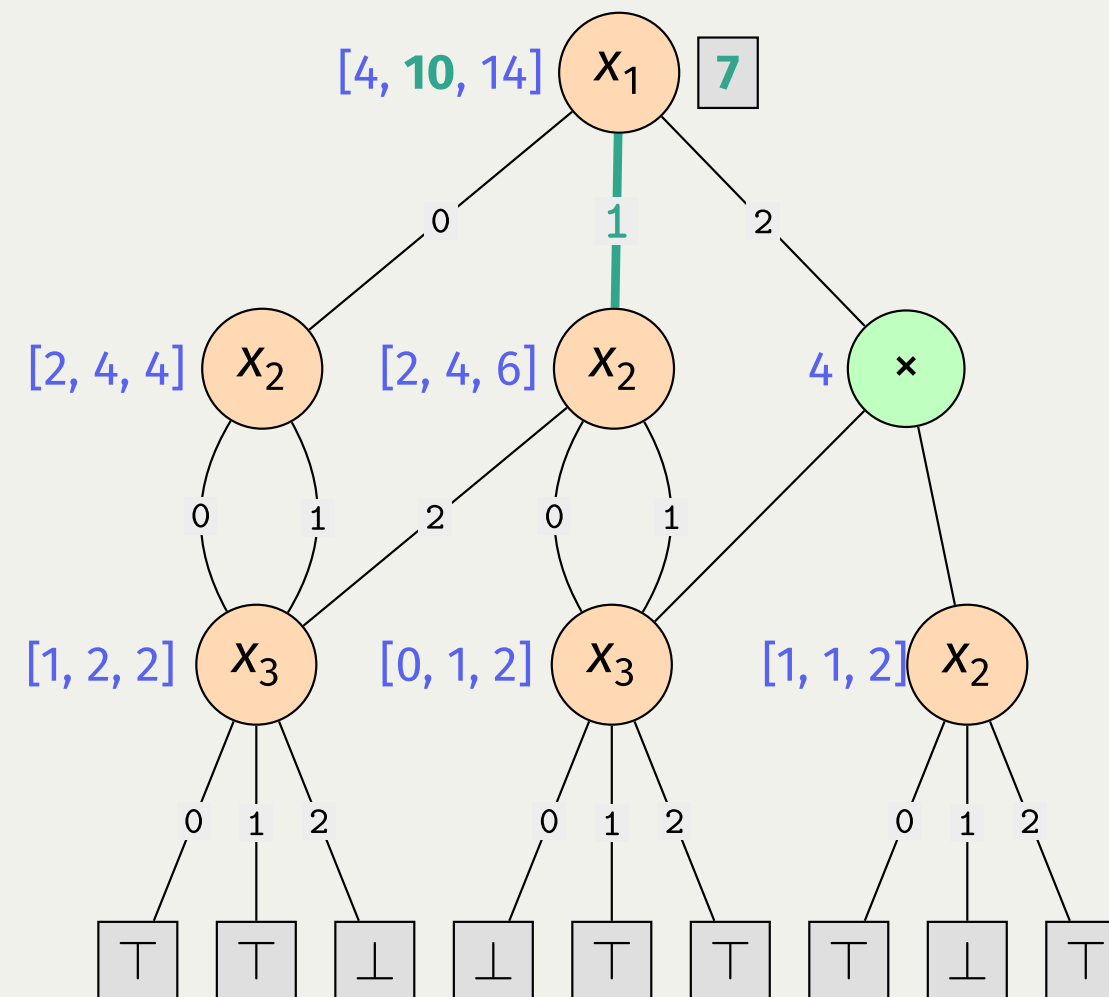 [4, 10, 14] x₁ 7
0 1 2
[2, 4, 4] x₂ [2, 4, 6] x₂ 4 ×
0 1 2 0 1
[1, 2, 2] x₃ [0, 1, 2] x₃ [1, 1, 2] x₂
0 1 2 0 1 2 0 1 2
⊤ ⊤ ⊥ ⊥ ⊤ ⊤ ⊤ ⊥ ⊤